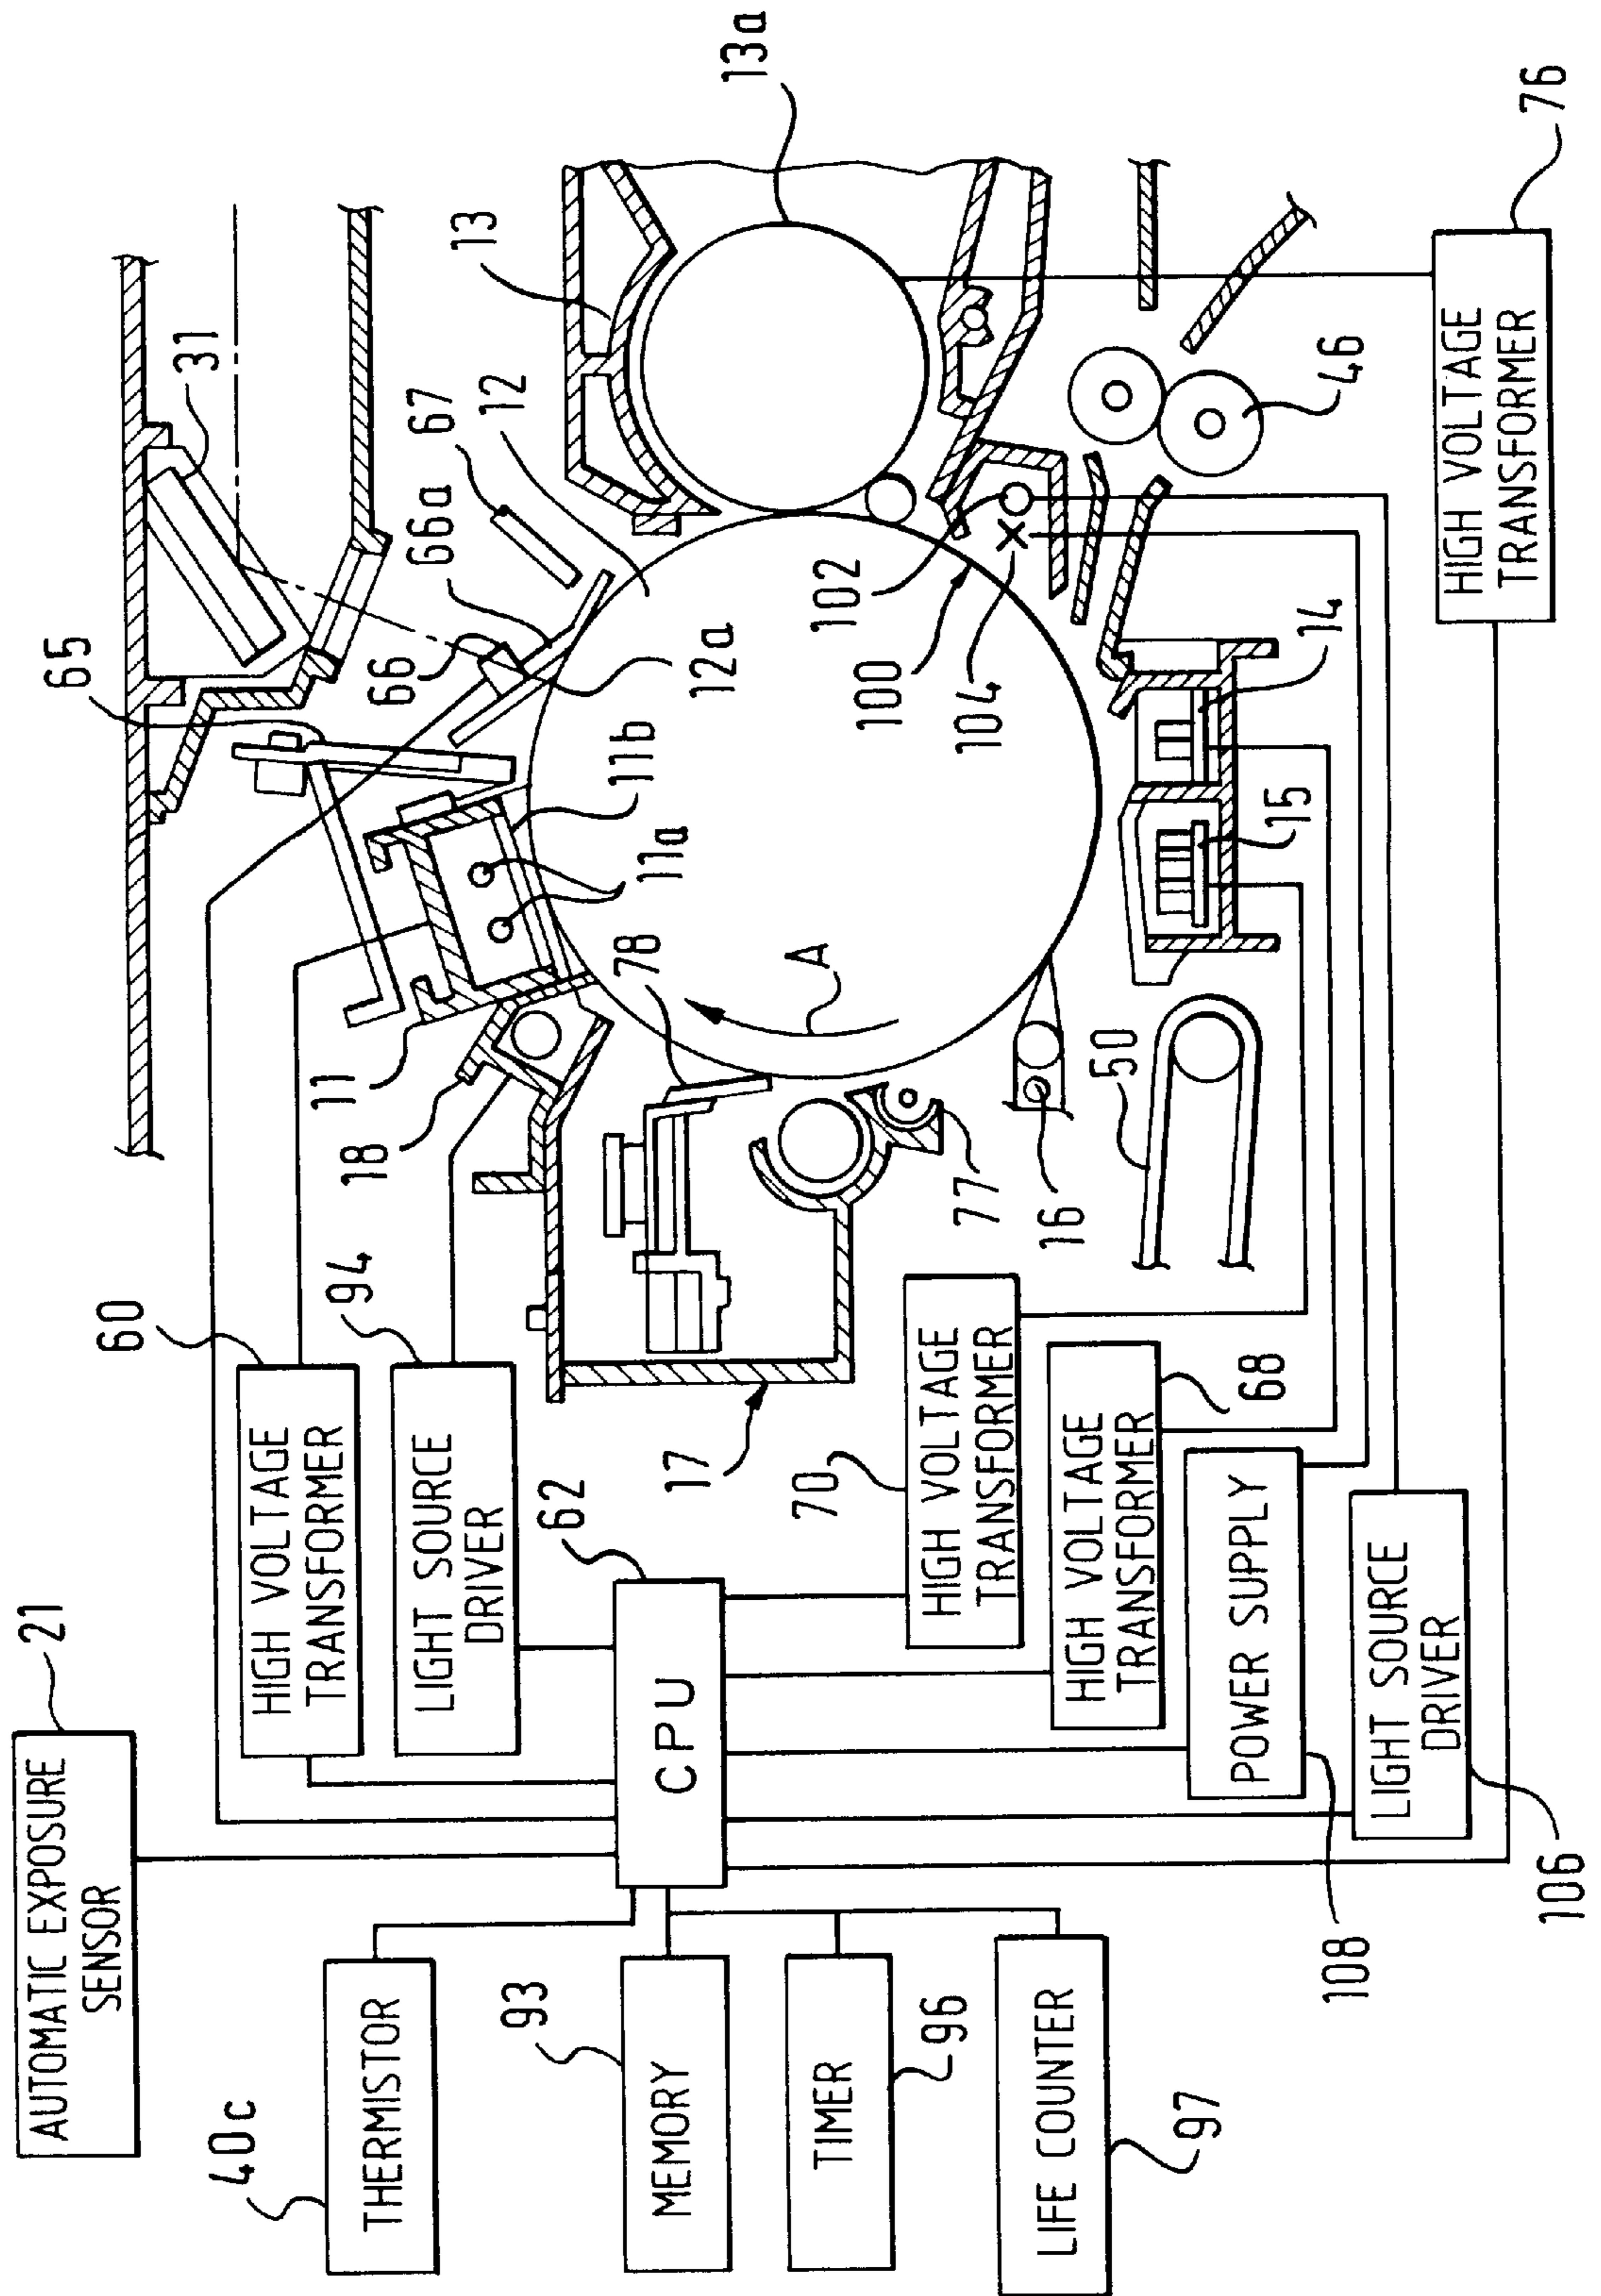 AUTOMATIC EXPOSURE
SENSOR
21
60
HIGH VOLTAGE
TRANSFORMER
94
LIGHT SOURCE
DRIVER
40c
THERMISTOR
62
CPU
93
MEMORY
TIMER
96
LIFE COUNTER
97
70
HIGH VOLTAGE
TRANSFORMER
HIGH VOLTAGE
TRANSFORMER
68
POWER SUPPLY
108
LIGHT SOURCE
DRIVER
106
HIGH VOLTAGE
TRANSFORMER
76
17
18
11
11a
11b
65
31
66
66a
67
12
12a
13
13a
78
A
77
16
50
15
14
100
104
102
46